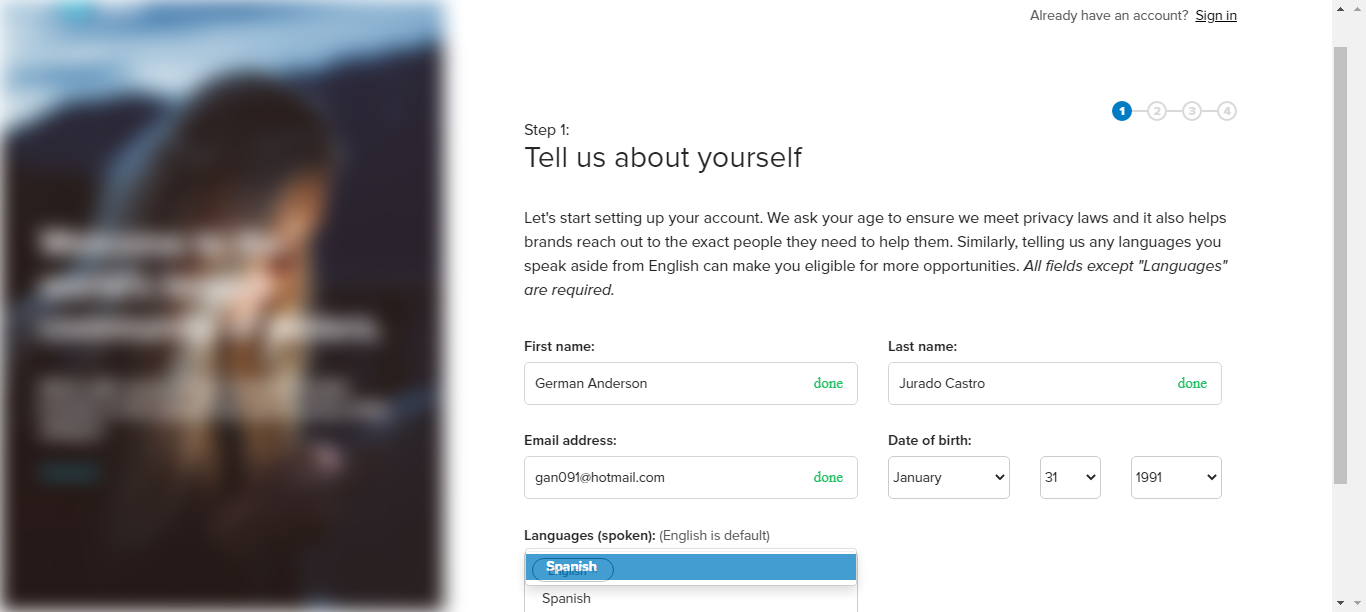 Already have an account? Sign in
1 2 3 4
Step 1:
Tell us about yourself
Let's start setting up your account. We ask your age to ensure we meet privacy laws and it also helps
brands reach out to the exact people they need to help them. Similarly, telling us any languages you
speak aside from English can make you eligible for more opportunities. All fields except "Languages"
are required.
First name:
Last name:
German Anderson done
Jurado Castro done
Email address:
Date of birth:
gan091@hotmail.com done
January 31 1991
Languages (spoken): (English is default)
Spanish
English
Spanish